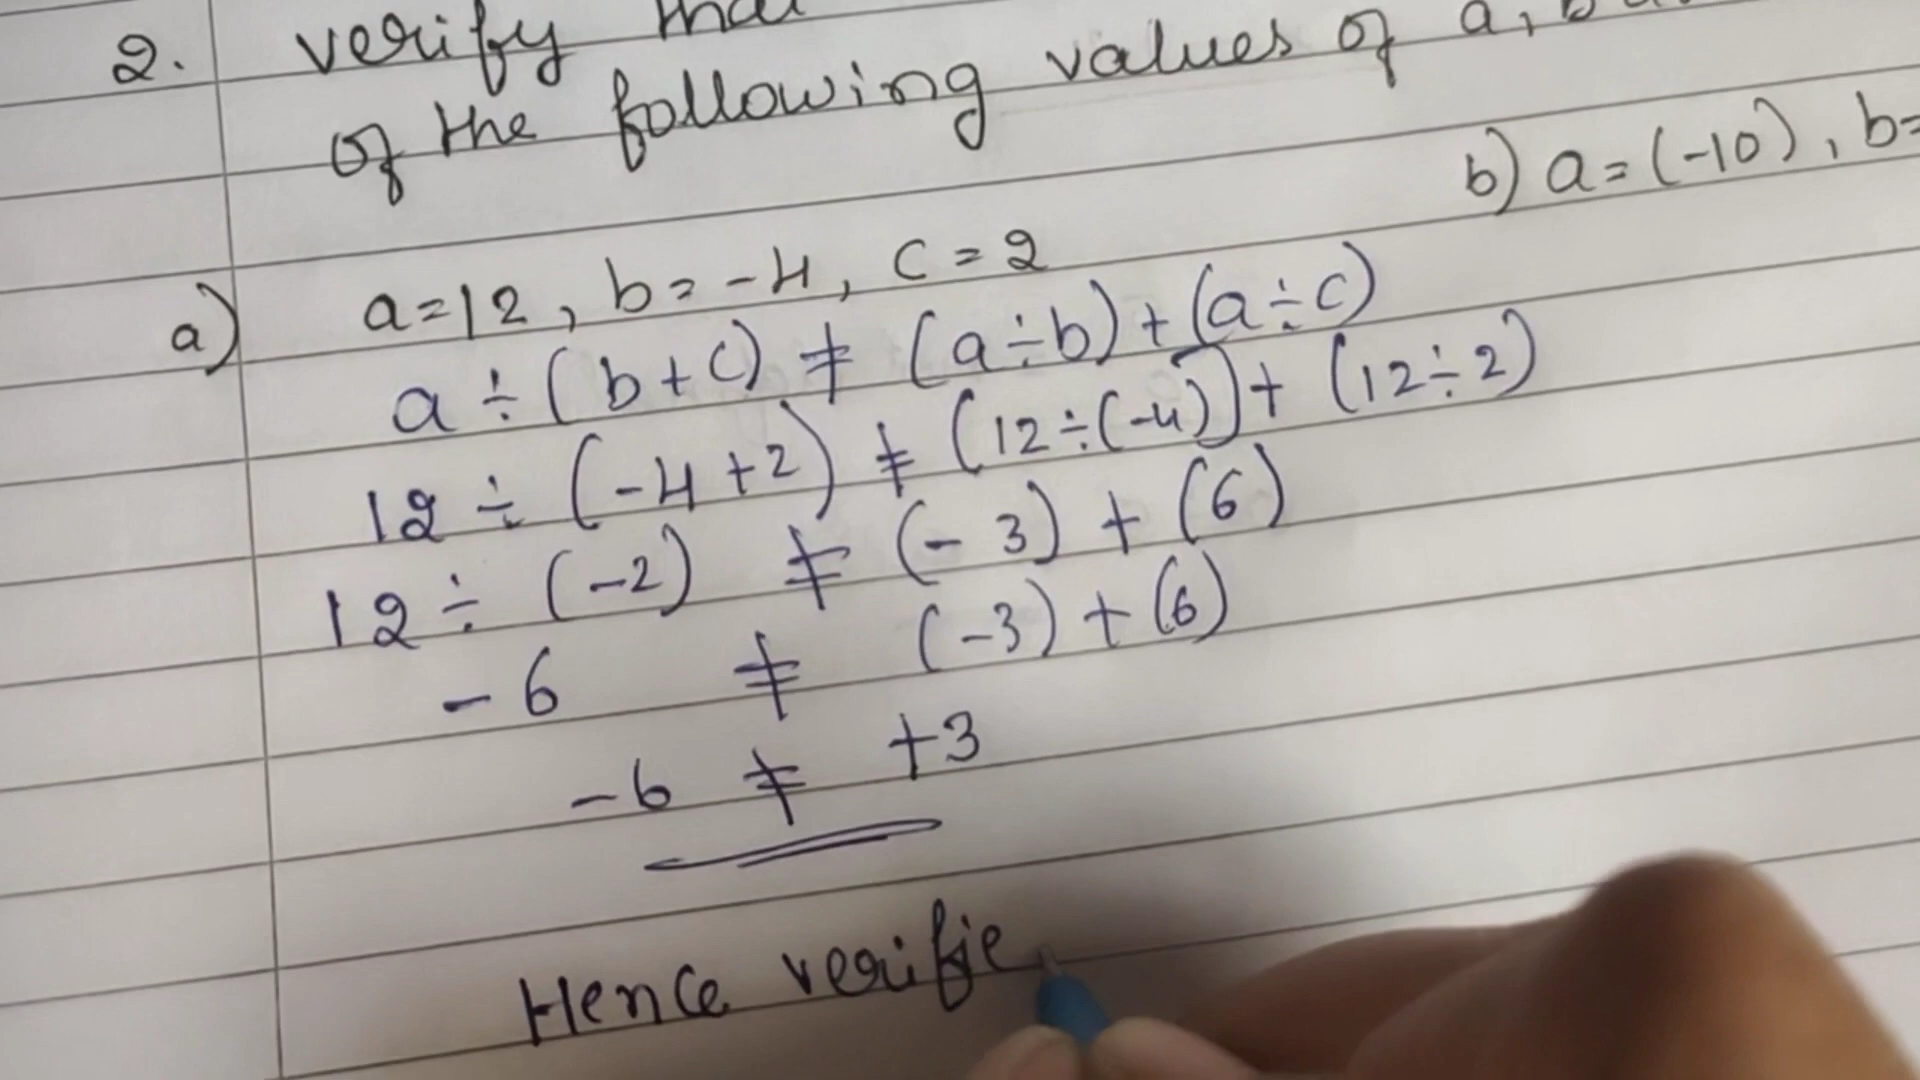 2. verify that
of the following values of a, b
b) a = (-10), b=
a) a=12, b=-4, c=2
a ÷ (b+c) ≠ (a÷b) + (a÷c)
12 ÷ (-4+2) ≠ (12÷(-4)) + (12÷2)
12 ÷ (-2) ≠ (-3) + (6)
-6 ≠ (-3) + (6)
-6 ≠ +3
Hence verifie